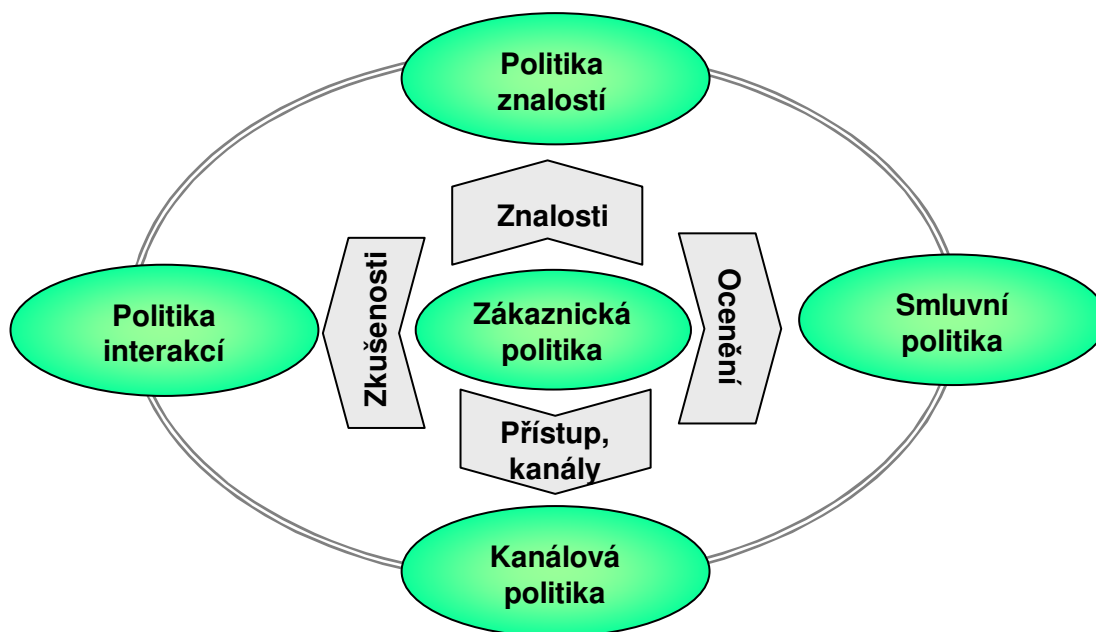 Politika
znalostí
Znalosti
Zkušenosti
Ocenění
Politika
interakcí
Zákaznická
politika
Smluvní
politika
Přístup,
kanály
Kanálová
politika